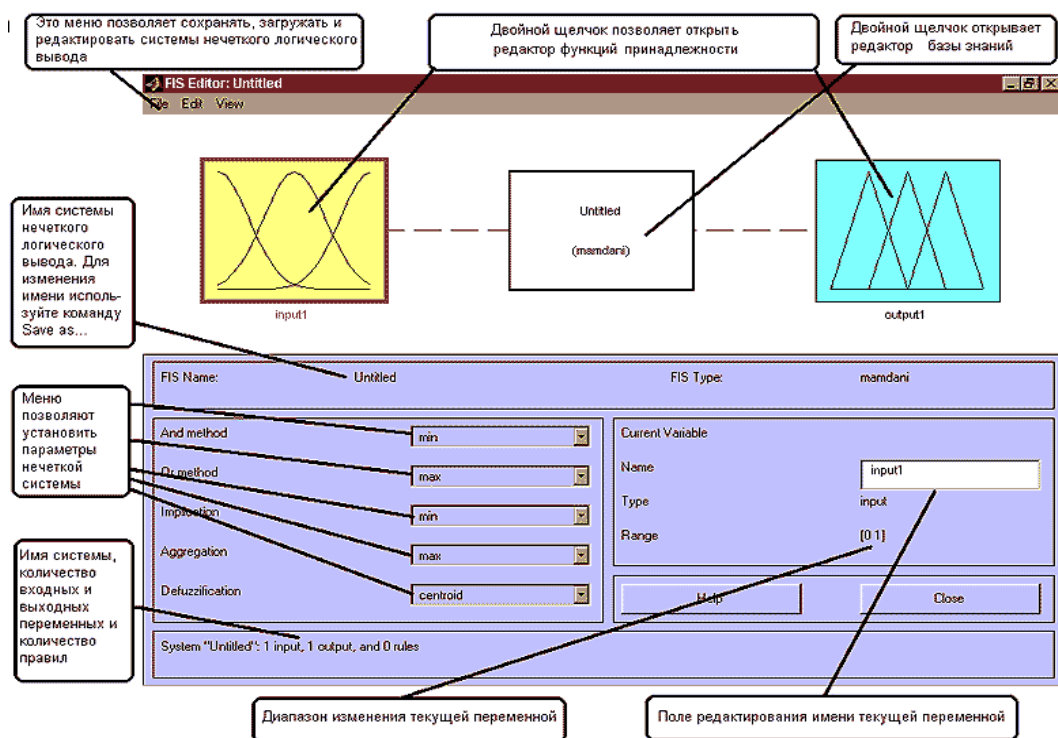 Это меню позволяет сохранять, загружать и
редактировать системы нечеткого логического
вывода
Двойной щелчок позволяет открыть
редактор функций принадлежности
Двойной щелчок открывает
редактор базы знаний
FIS Editor: Untitled
File Edit View
Имя системы
нечеткого
логического
вывода. Для
изменения
имени исполь-
зуйте команду
Save as...
input1
Untitled
(mamdani)
output1
FIS Name: Untitled FIS Type: mamdani
Меню
позволяют
установить
параметры
нечеткой
системы
And method min
Or method max
Implication min
Aggregation max
Defuzzification centroid
Current Variable
Name input1
Type input
Range [0 1]
Help Close
Имя системы,
количество
входных и
выходных
переменных и
количество
правил
System "Untitled": 1 input, 1 output, and 0 rules
Диапазон изменения текущей переменной
Поле редактирования имени текущей переменной